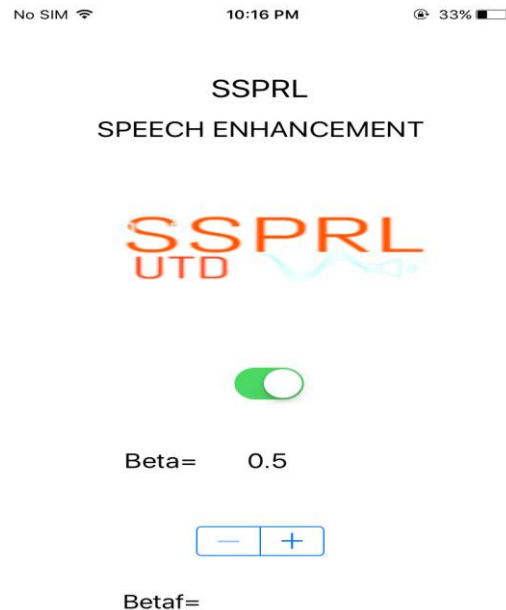 No SIM 10:16 PM 33%
SSPRL
SPEECH ENHANCEMENT
SSPRL
UTD
Beta= 0.5
− +
Betaf=